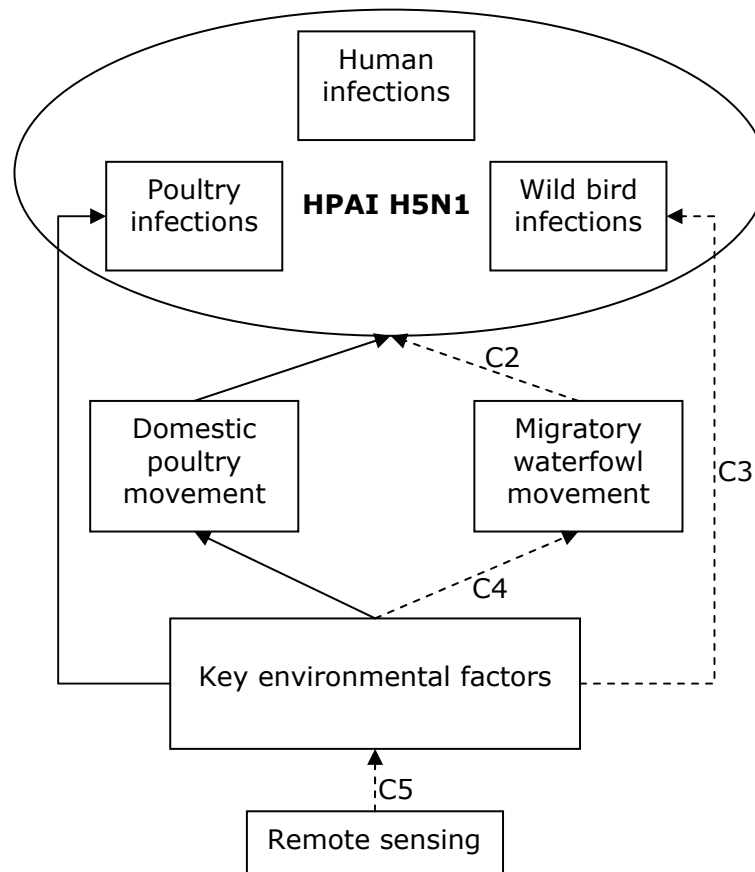 Human
infections
Poultry
infections
HPAI H5N1
Wild bird
infections
C2
Domestic
poultry
movement
Migratory
waterfowl
movement
C3
C4
Key environmental factors
C5
Remote sensing